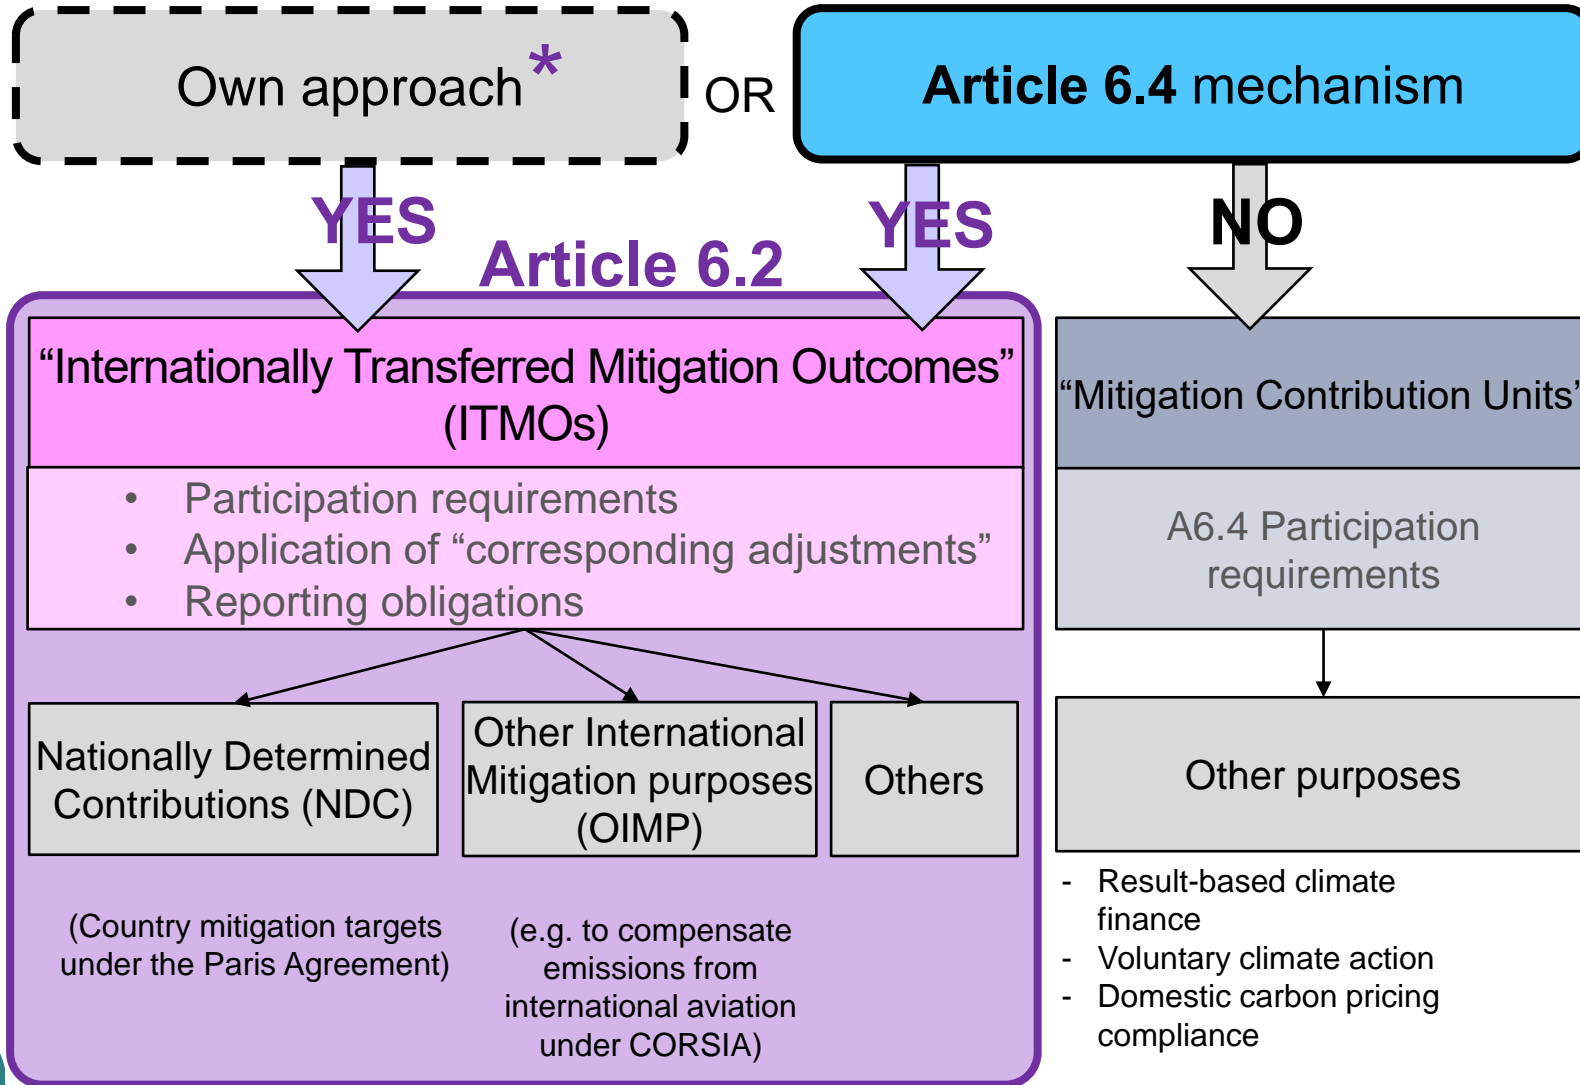 Own approach*
OR
Article 6.4 mechanism
YES
YES
NO
Article 6.2
“Internationally Transferred Mitigation Outcomes”
(ITMOs)
• Participation requirements
• Application of “corresponding adjustments”
• Reporting obligations
“Mitigation Contribution Units”
A6.4 Participation
requirements
Nationally Determined
Contributions (NDC)
Other International
Mitigation purposes
(OIMP)
Others
Other purposes
(Country mitigation targets
under the Paris Agreement)
(e.g. to compensate
emissions from
international aviation
under CORSIA)
- Result-based climate
finance
- Voluntary climate action
- Domestic carbon pricing
compliance